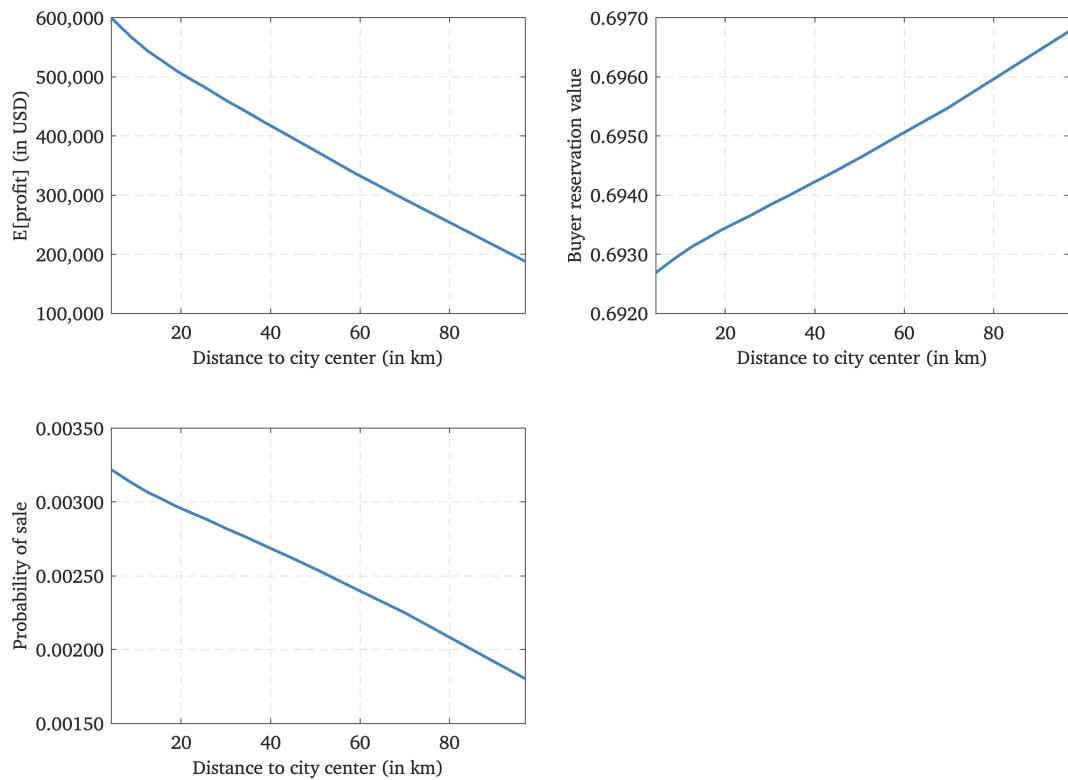 E[profit] (in USD)
600,000
500,000
400,000
300,000
200,000
100,000
20 40 60 80
Distance to city center (in km)
Buyer reservation value
0.6970
0.6960
0.6950
0.6940
0.6930
0.6920
20 40 60 80
Distance to city center (in km)
Probability of sale
0.00350
0.00300
0.00250
0.00200
0.00150
20 40 60 80
Distance to city center (in km)